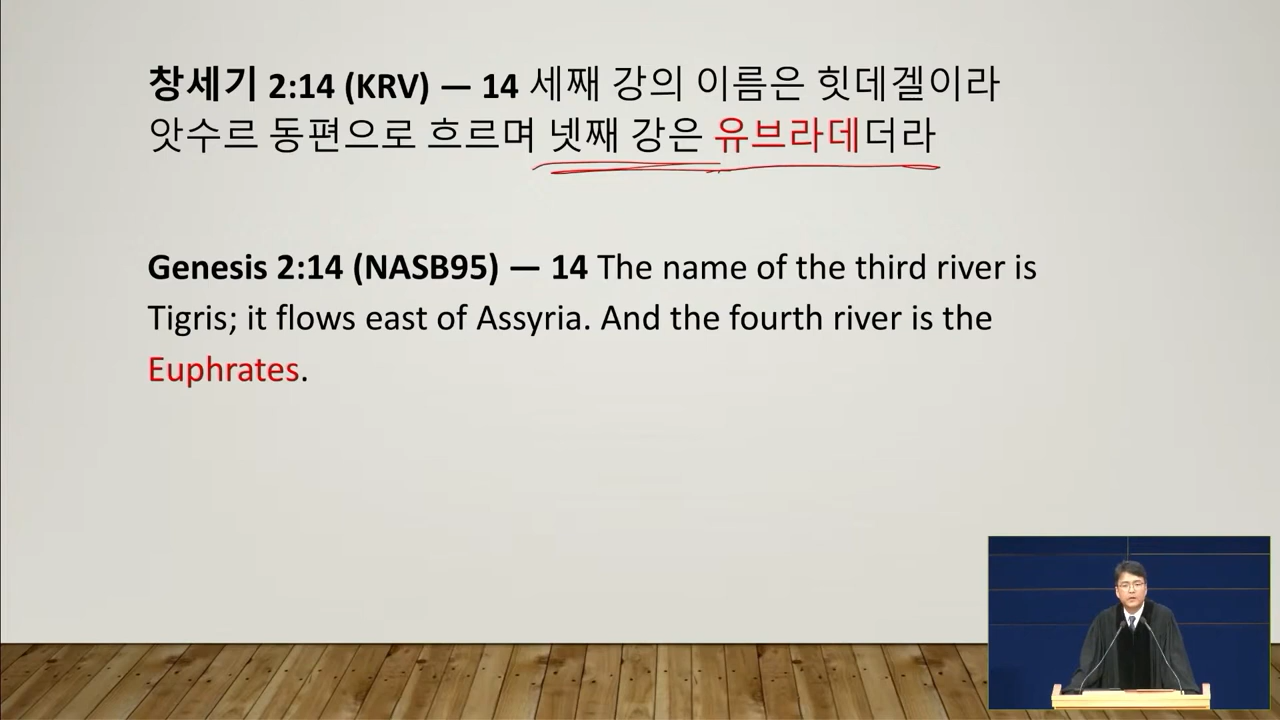 창세기 2:14 (KRV) — 14 세째 강의 이름은 힛데겔이라
앗수르 동편으로 흐르며 넷째 강은 유브라데더라
Genesis 2:14 (NASB95) — 14 The name of the third river is
Tigris; it flows east of Assyria. And the fourth river is the
Euphrates.